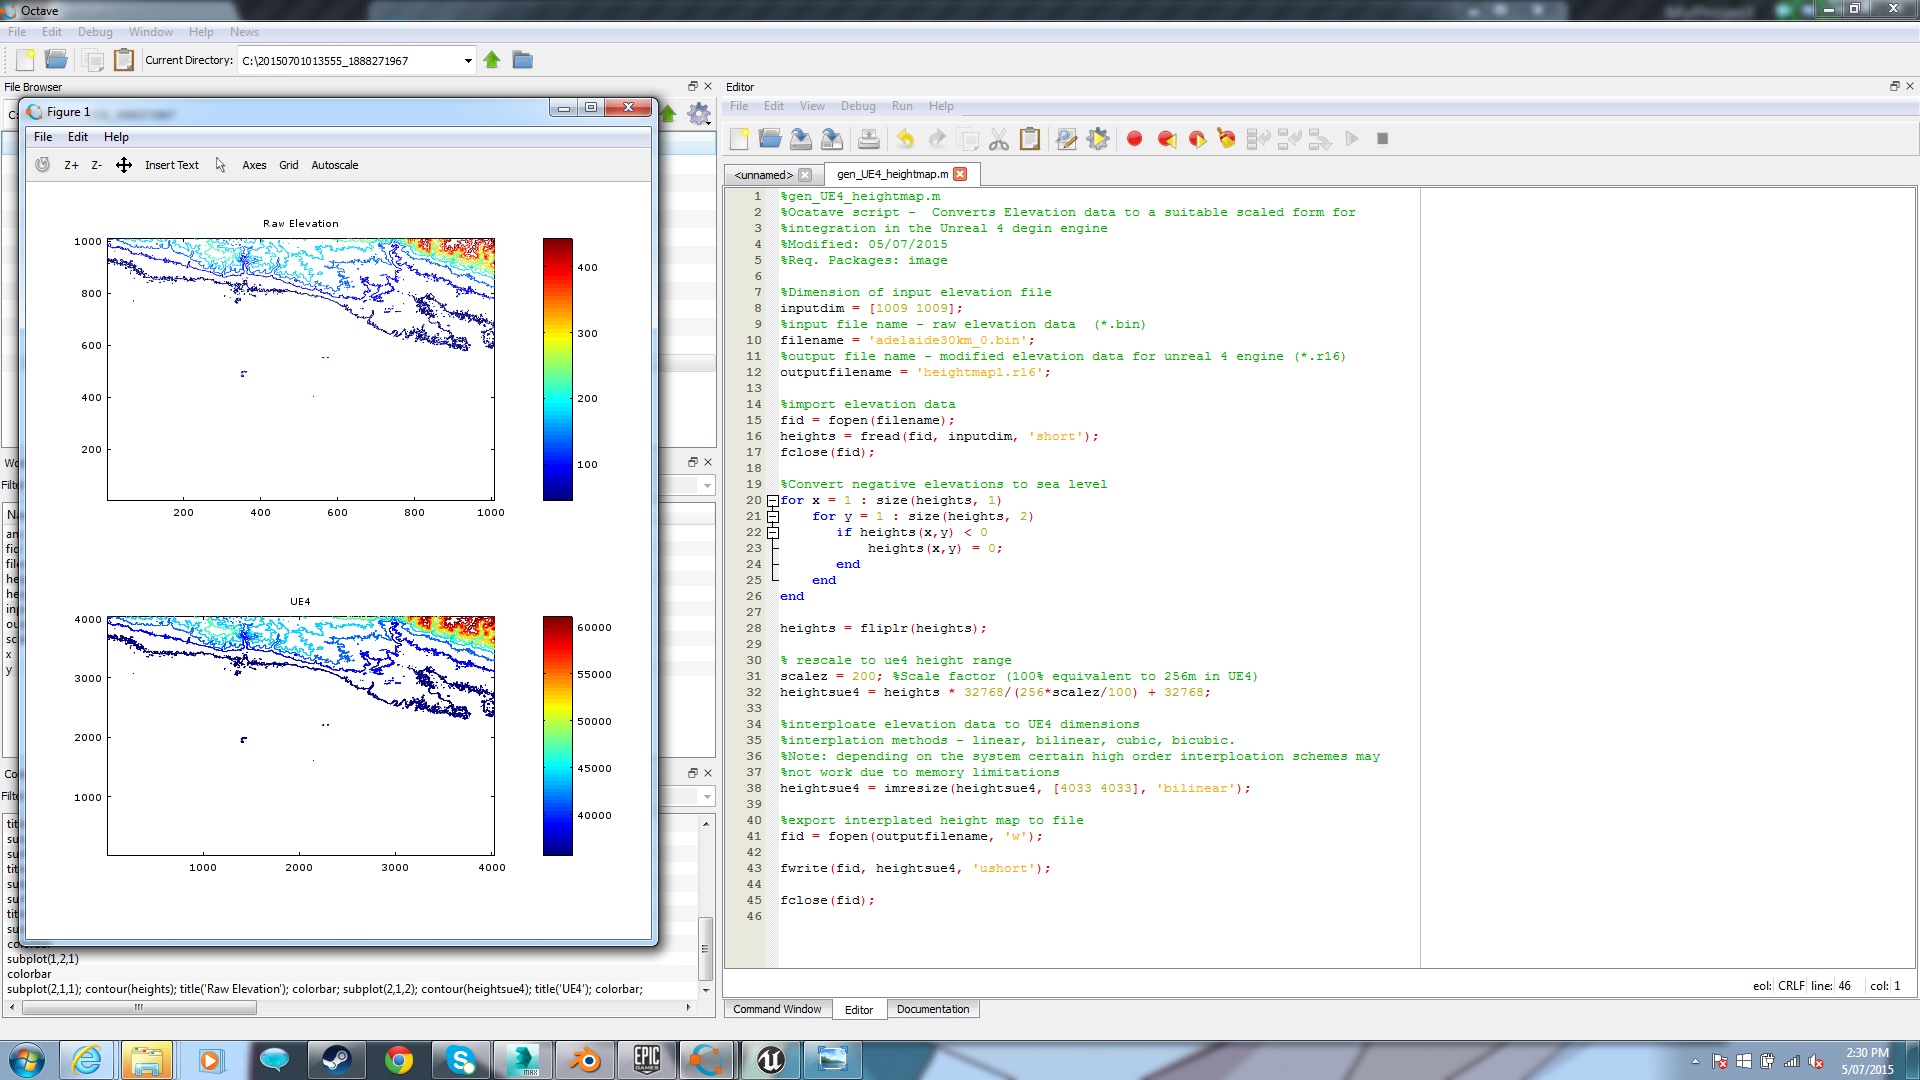 Octave
File Edit Debug Window Help News
Current Directory: C:\20150701013555_1888271967
File Browser
Figure 1
File Edit Help
Z+ Z- Insert Text Axes Grid Autoscale
Raw Elevation
1000
800
600
400
200
200 400 600 800 1000
400
300
200
100
UE4
4000
3000
2000
1000
1000 2000 3000 4000
60000
55000
50000
45000
40000
x
y
subplot(1,2,1)
colorbar
subplot(2,1,1); contour(heights); title('Raw Elevation'); colorbar; subplot(2,1,2); contour(heightsue4); title('UE4'); colorbar;
Editor
File Edit View Debug Run Help
<unnamed> gen_UE4_heightmap.m
1 %gen_UE4_heightmap.m
2 %Ocatave script -  Converts Elevation data to a suitable scaled form for
3 %integration in the Unreal 4 degin engine
4 %Modified: 05/07/2015
5 %Req. Packages: image
6
7 %Dimension of input elevation file
8 inputdim = [1009 1009];
9 %input file name - raw elevation data  (*.bin)
10 filename = 'adelaide30km_0.bin';
11 %output file name - modified elevation data for unreal 4 engine (*.r16)
12 outputfilename = 'heightmap1.r16';
13
14 %import elevation data
15 fid = fopen(filename);
16 heights = fread(fid, inputdim, 'short');
17 fclose(fid);
18
19 %Convert negative elevations to sea level
20 for x = 1 : size(heights, 1)
21 for y = 1 : size(heights, 2)
22 if heights(x,y) < 0
23 heights(x,y) = 0;
24 end
25 end
26 end
27
28 heights = fliplr(heights);
29
30 % rescale to ue4 height range
31 scalez = 200; %Scale factor (100% equivalent to 256m in UE4)
32 heightsue4 = heights * 32768/(256*scalez/100) + 32768;
33
34 %interploate elevation data to UE4 dimensions
35 %interplation methods - linear, bilinear, cubic, bicubic.
36 %Note: depending on the system certain high order interploation schemes may
37 %not work due to memory limitations
38 heightsue4 = imresize(heightsue4, [4033 4033], 'bilinear');
39
40 %export interplated height map to file
41 fid = fopen(outputfilename, 'w');
42
43 fwrite(fid, heightsue4, 'ushort');
44
45 fclose(fid);
46
eol: CRLF line: 46 col: 1
Command Window Editor Documentation
MAX
EPIC GAMES
2:30 PM
5/07/2015